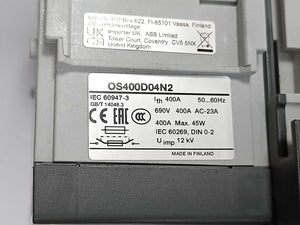 P.O Box 622, FI-65101 Vaasa, Finland
Importer UK: ABB Limited
Tower Court, Coventry CV6 5NX
United Kingdom
OS400D04N2
IEC 60947-3
GB/T 14048.3
Ith 400A 50...60Hz
690V 400A AC-23A
400A Max. 45W
IEC 60269, DIN 0-2
Uimp 12 kV
CCC
EAC
MADE IN FINLAND